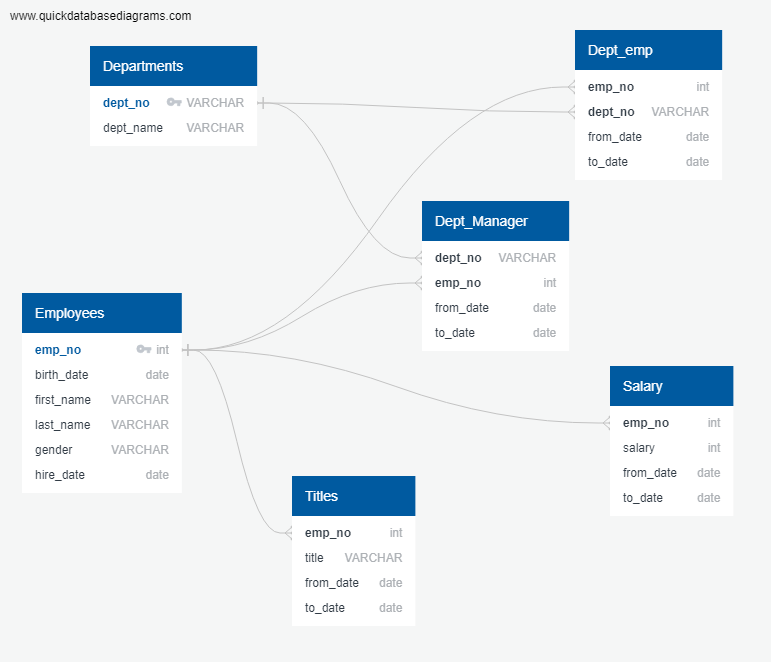 www.quickdatabasediagrams.com
Departments
dept_no VARCHAR
dept_name VARCHAR
Dept_emp
emp_no int
dept_no VARCHAR
from_date date
to_date date
Dept_Manager
dept_no VARCHAR
emp_no int
from_date date
to_date date
Employees
emp_no int
birth_date date
first_name VARCHAR
last_name VARCHAR
gender VARCHAR
hire_date date
Salary
emp_no int
salary int
from_date date
to_date date
Titles
emp_no int
title VARCHAR
from_date date
to_date date